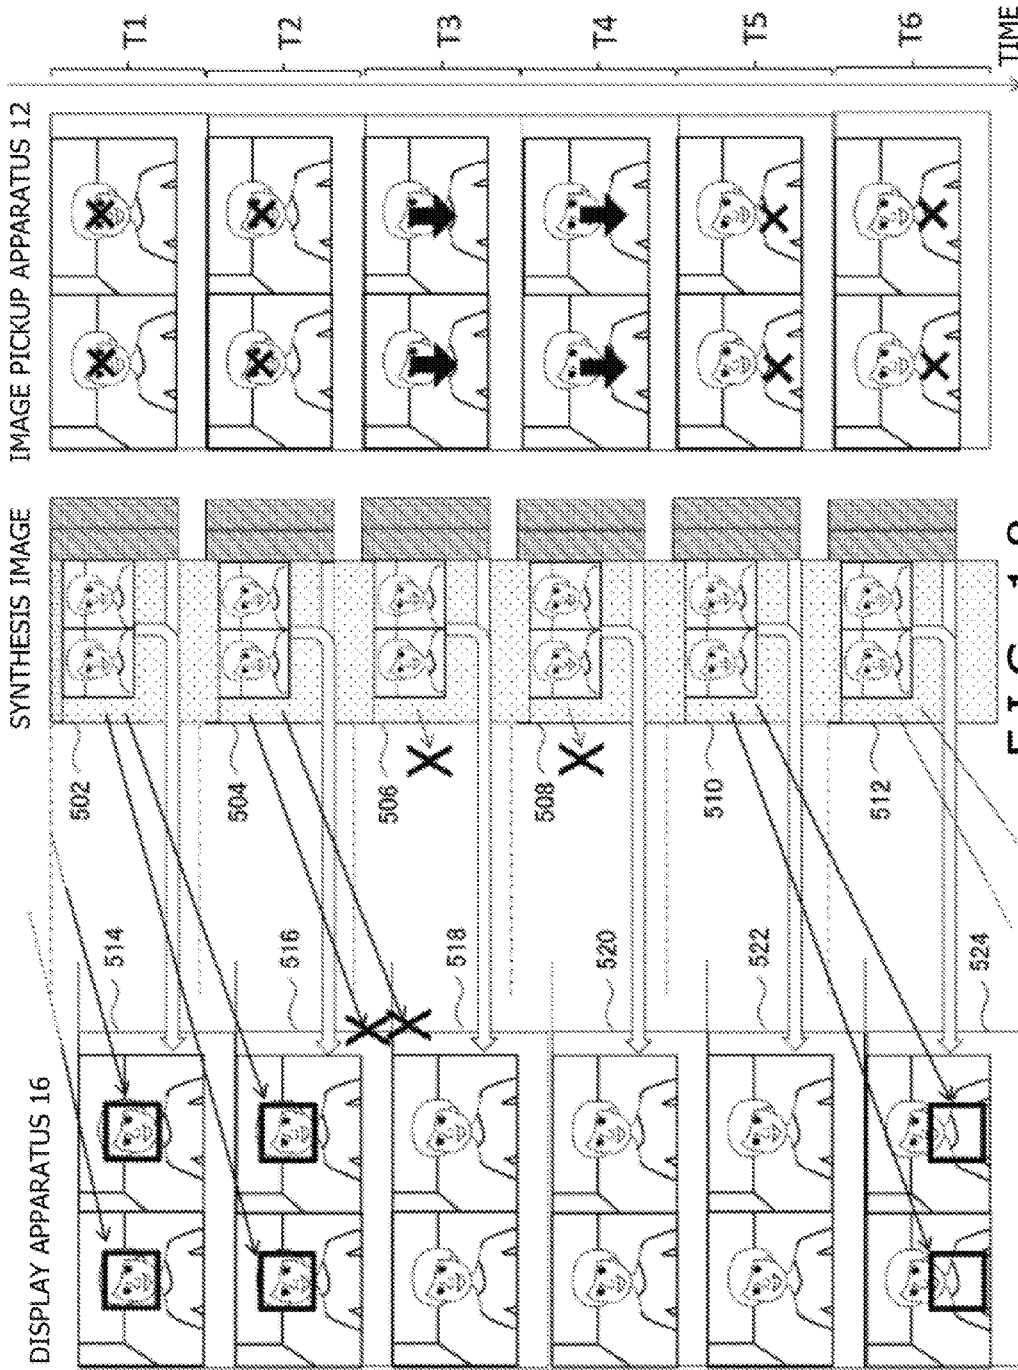 DISPLAY APPARATUS 16
SYNTHESIS IMAGE
IMAGE PICKUP APPARATUS 12
514
502
T1
516
504
T2
518
506
T3
520
508
T4
522
510
T5
524
512
T6
TIME